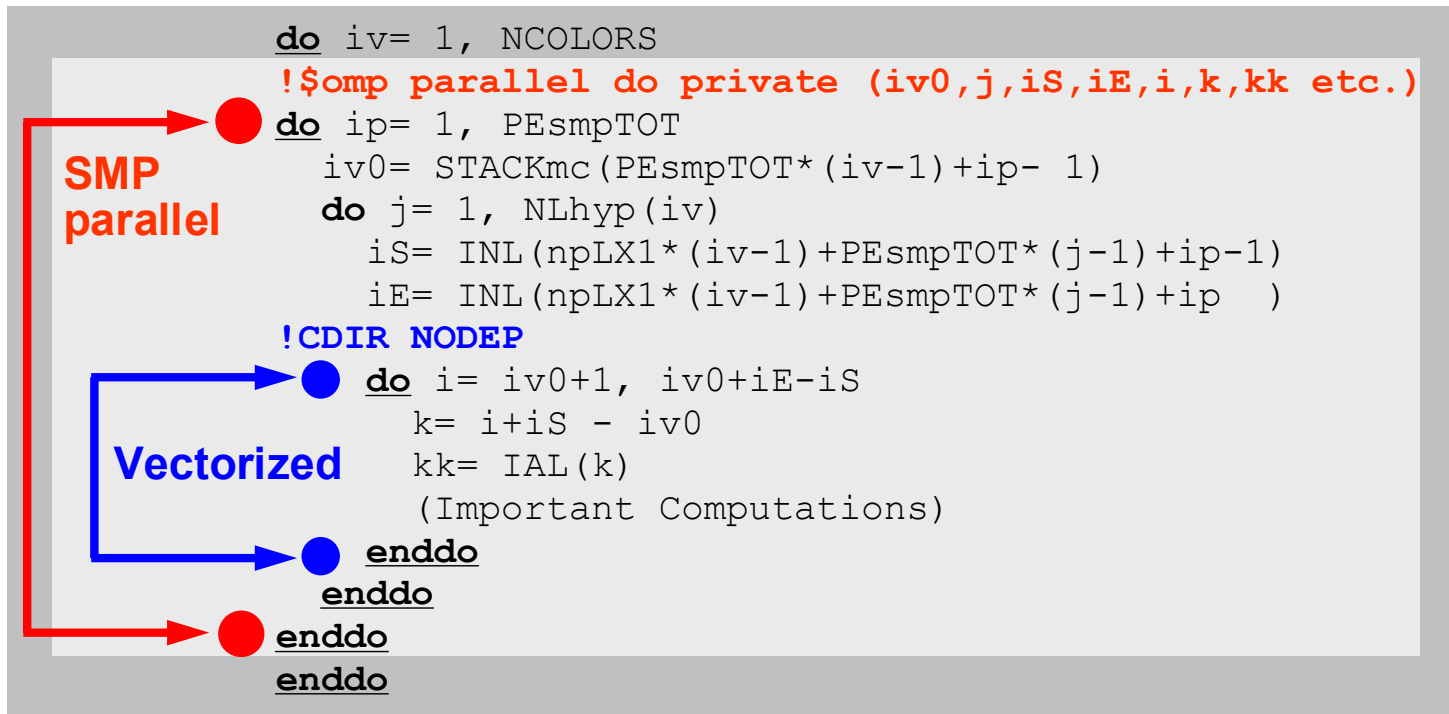 do iv= 1, NCOLORS
!$omp parallel do private (iv0,j,iS,iE,i,k,kk etc.)
do ip= 1, PEsmpTOT
SMP
parallel
iv0= STACKmc(PEsmpTOT*(iv-1)+ip- 1)
do j= 1, NLhyp(iv)
iS= INL(npLX1*(iv-1)+PEsmpTOT*(j-1)+ip-1)
iE= INL(npLX1*(iv-1)+PEsmpTOT*(j-1)+ip  )
!CDIR NODEP
do i= iv0+1, iv0+iE-iS
k= i+iS - iv0
Vectorized
kk= IAL(k)
(Important Computations)
enddo
enddo
enddo
enddo